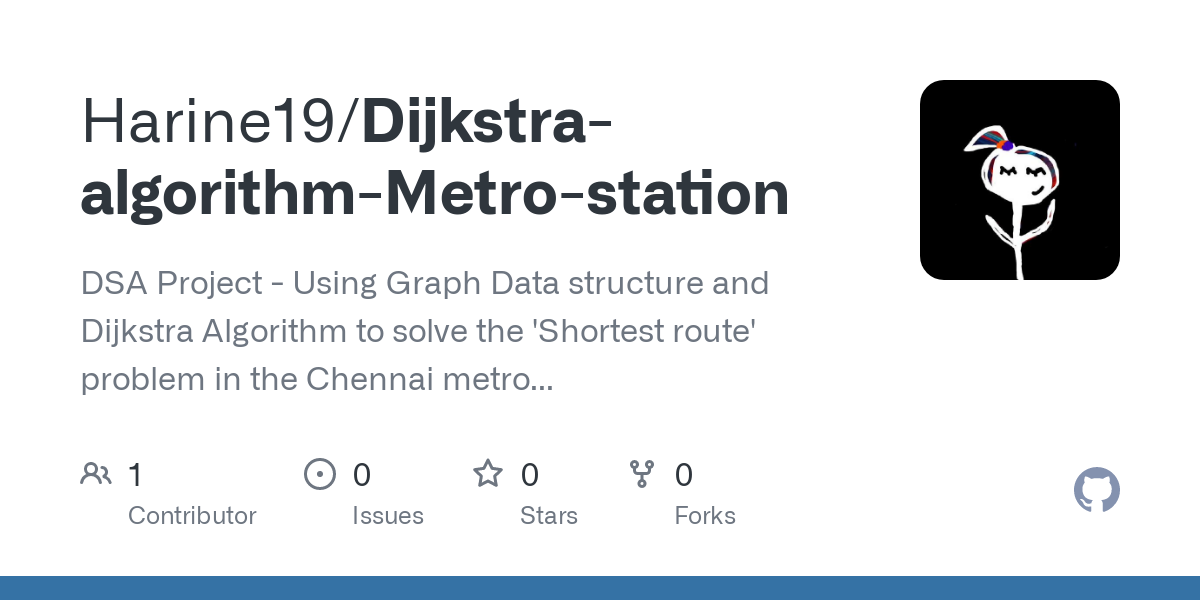 Harine19/Dijkstra-
algorithm-Metro-station
DSA Project - Using Graph Data structure and
Dijkstra Algorithm to solve the 'Shortest route'
problem in the Chennai metro...
1 0 0 0
Contributor Issues Stars Forks